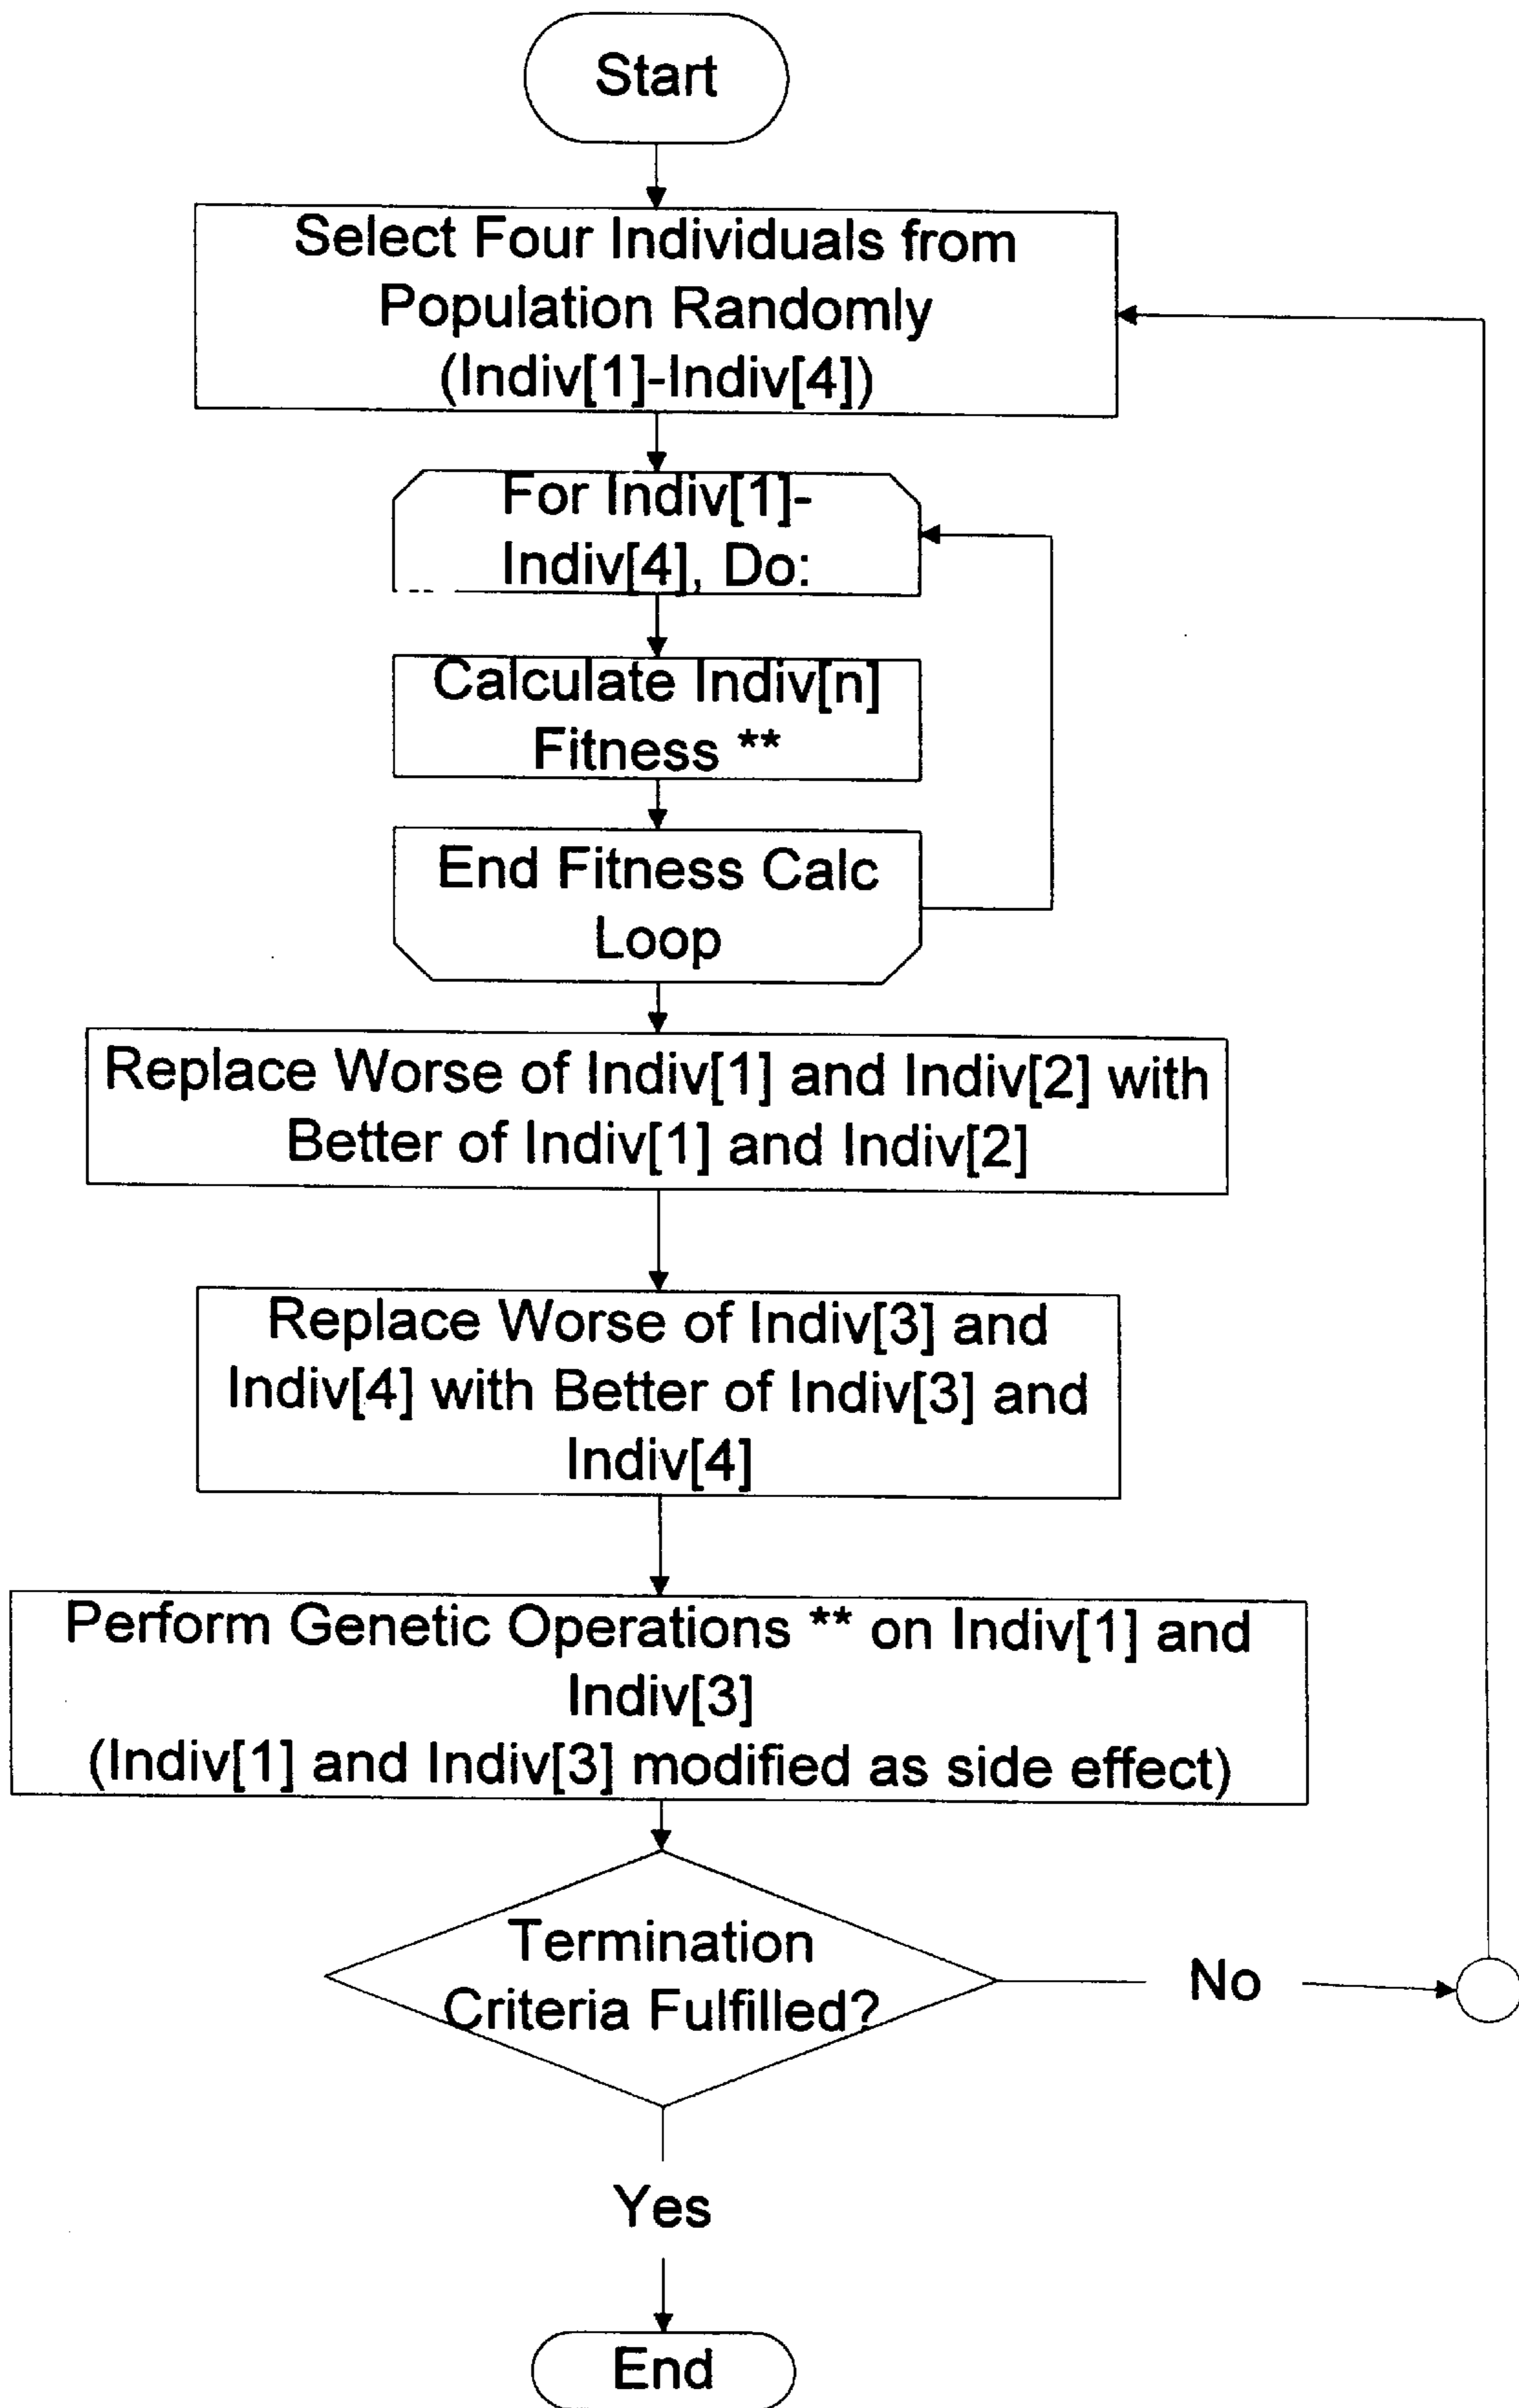 Start
Select Four Individuals from
Population Randomly
(Indiv[1]-Indiv[4])
For Indiv[1]-
Indiv[4], Do:
Calculate Indiv[n]
Fitness **
End Fitness Calc
Loop
Replace Worse of Indiv[1] and Indiv[2] with
Better of Indiv[1] and Indiv[2]
Replace Worse of Indiv[3] and
Indiv[4] with Better of Indiv[3] and
Indiv[4]
Perform Genetic Operations ** on Indiv[1] and
Indiv[3]
(Indiv[1] and Indiv[3] modified as side effect)
Termination
Criteria Fulfilled?
No
Yes
End